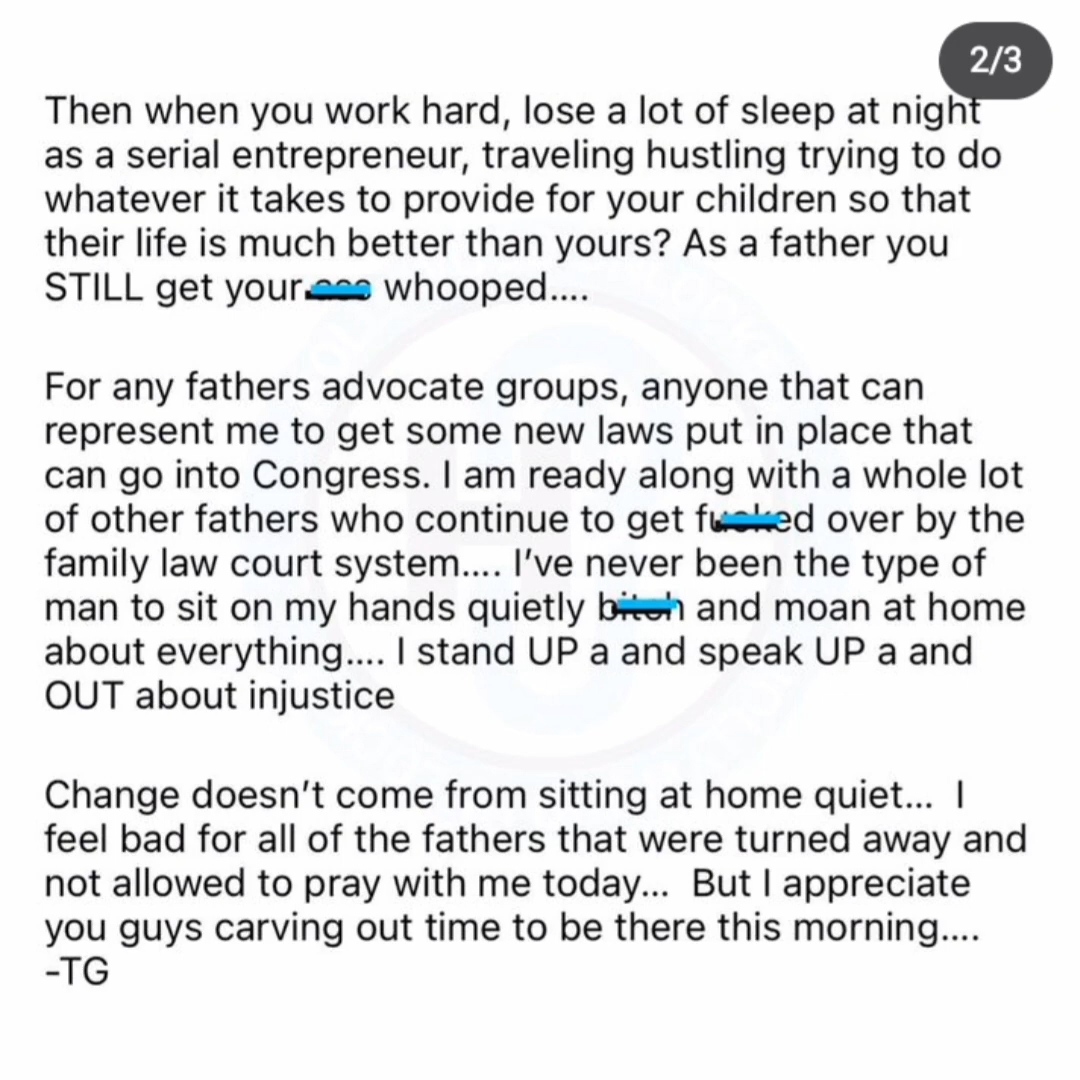 2/3
Then when you work hard, lose a lot of sleep at night
as a serial entrepreneur, traveling hustling trying to do
whatever it takes to provide for your children so that
their life is much better than yours? As a father you
STILL get your whooped....
For any fathers advocate groups, anyone that can
represent me to get some new laws put in place that
can go into Congress. I am ready along with a whole lot
of other fathers who continue to get fucked over by the
family law court system.... I’ve never been the type of
man to sit on my hands quietly bitch and moan at home
about everything.... I stand UP a and speak UP a and
OUT about injustice
Change doesn’t come from sitting at home quiet... I
feel bad for all of the fathers that were turned away and
not allowed to pray with me today... But I appreciate
you guys carving out time to be there this morning....
-TG